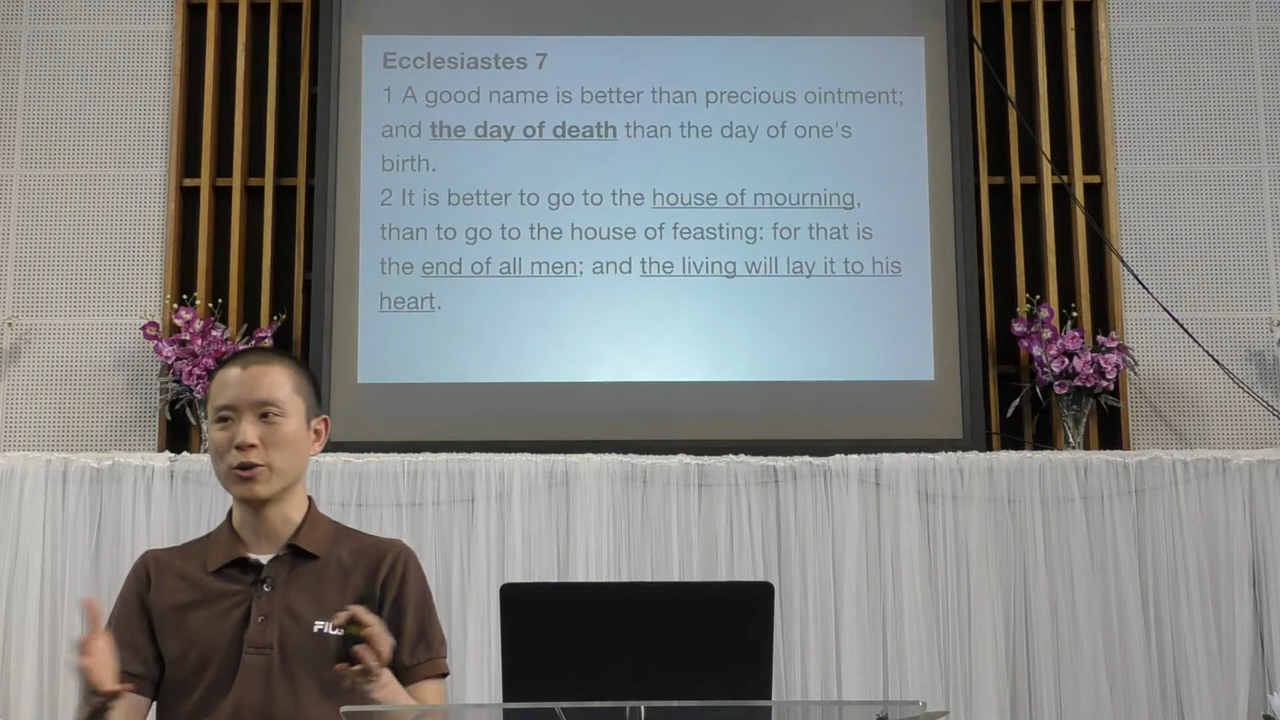 Ecclesiastes 7
1 A good name is better than precious ointment;
and the day of death than the day of one's
birth.
2 It is better to go to the house of mourning,
than to go to the house of feasting: for that is
the end of all men; and the living will lay it to his
heart.